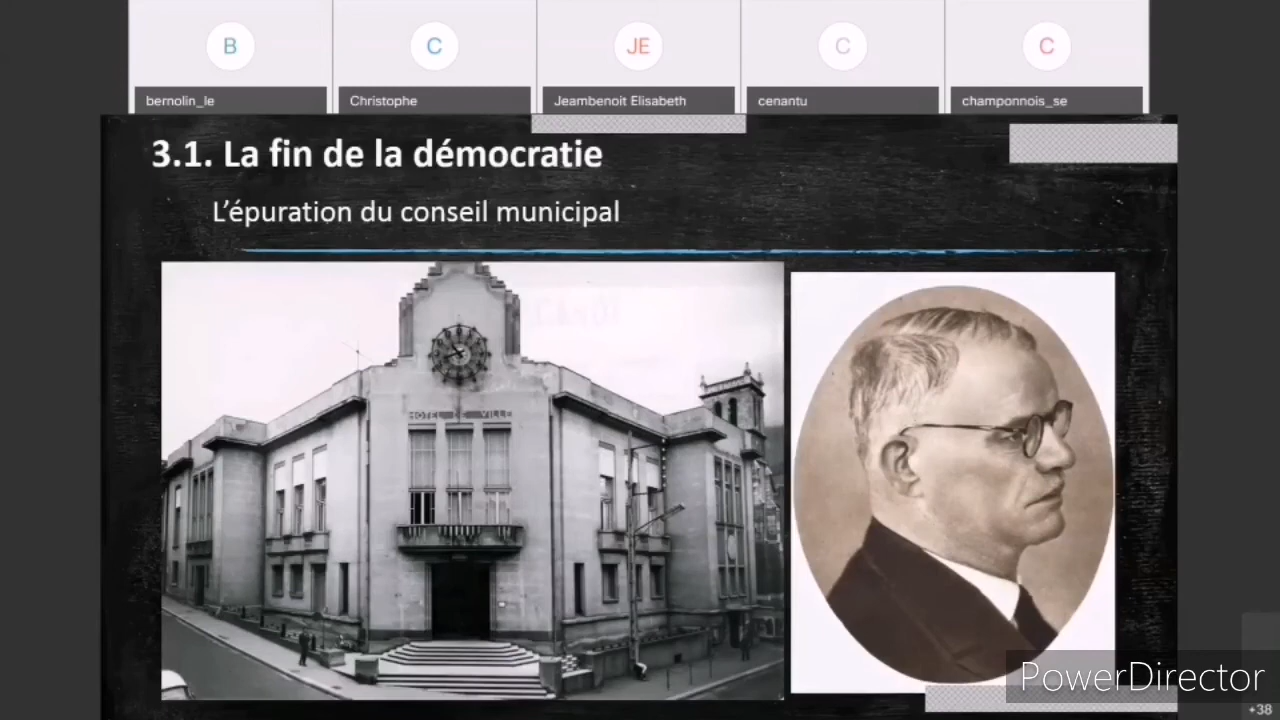 B
C
JE
C
C
bernolin_le
Christophe
Jeambenoit Elisabeth
cenantu
champonnois_se
3.1. La fin de la démocratie
L'épuration du conseil municipal
HOTEL DE VILLE
PowerDirector
+38